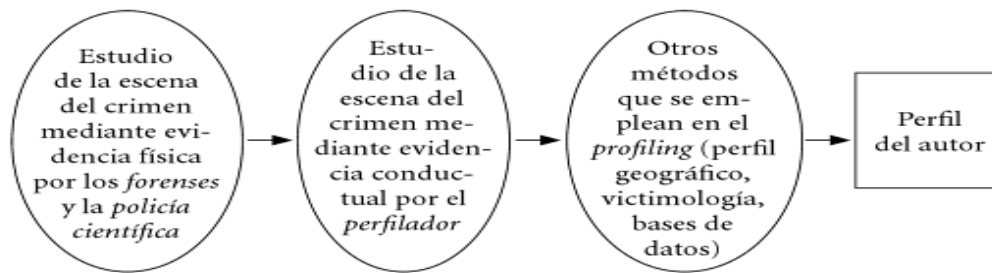 Estudio
de la escena
del crimen
mediante evi-
dencia física
por los forenses
y la policía
científica
Estu-
dio de la
escena del
crimen me-
diante eviden-
cia conduc-
tual por el
perfilador
Otros
métodos
que se em-
plean en el
profiling (perfil
geográfico,
victimología,
bases de
datos)
Perfil
del autor